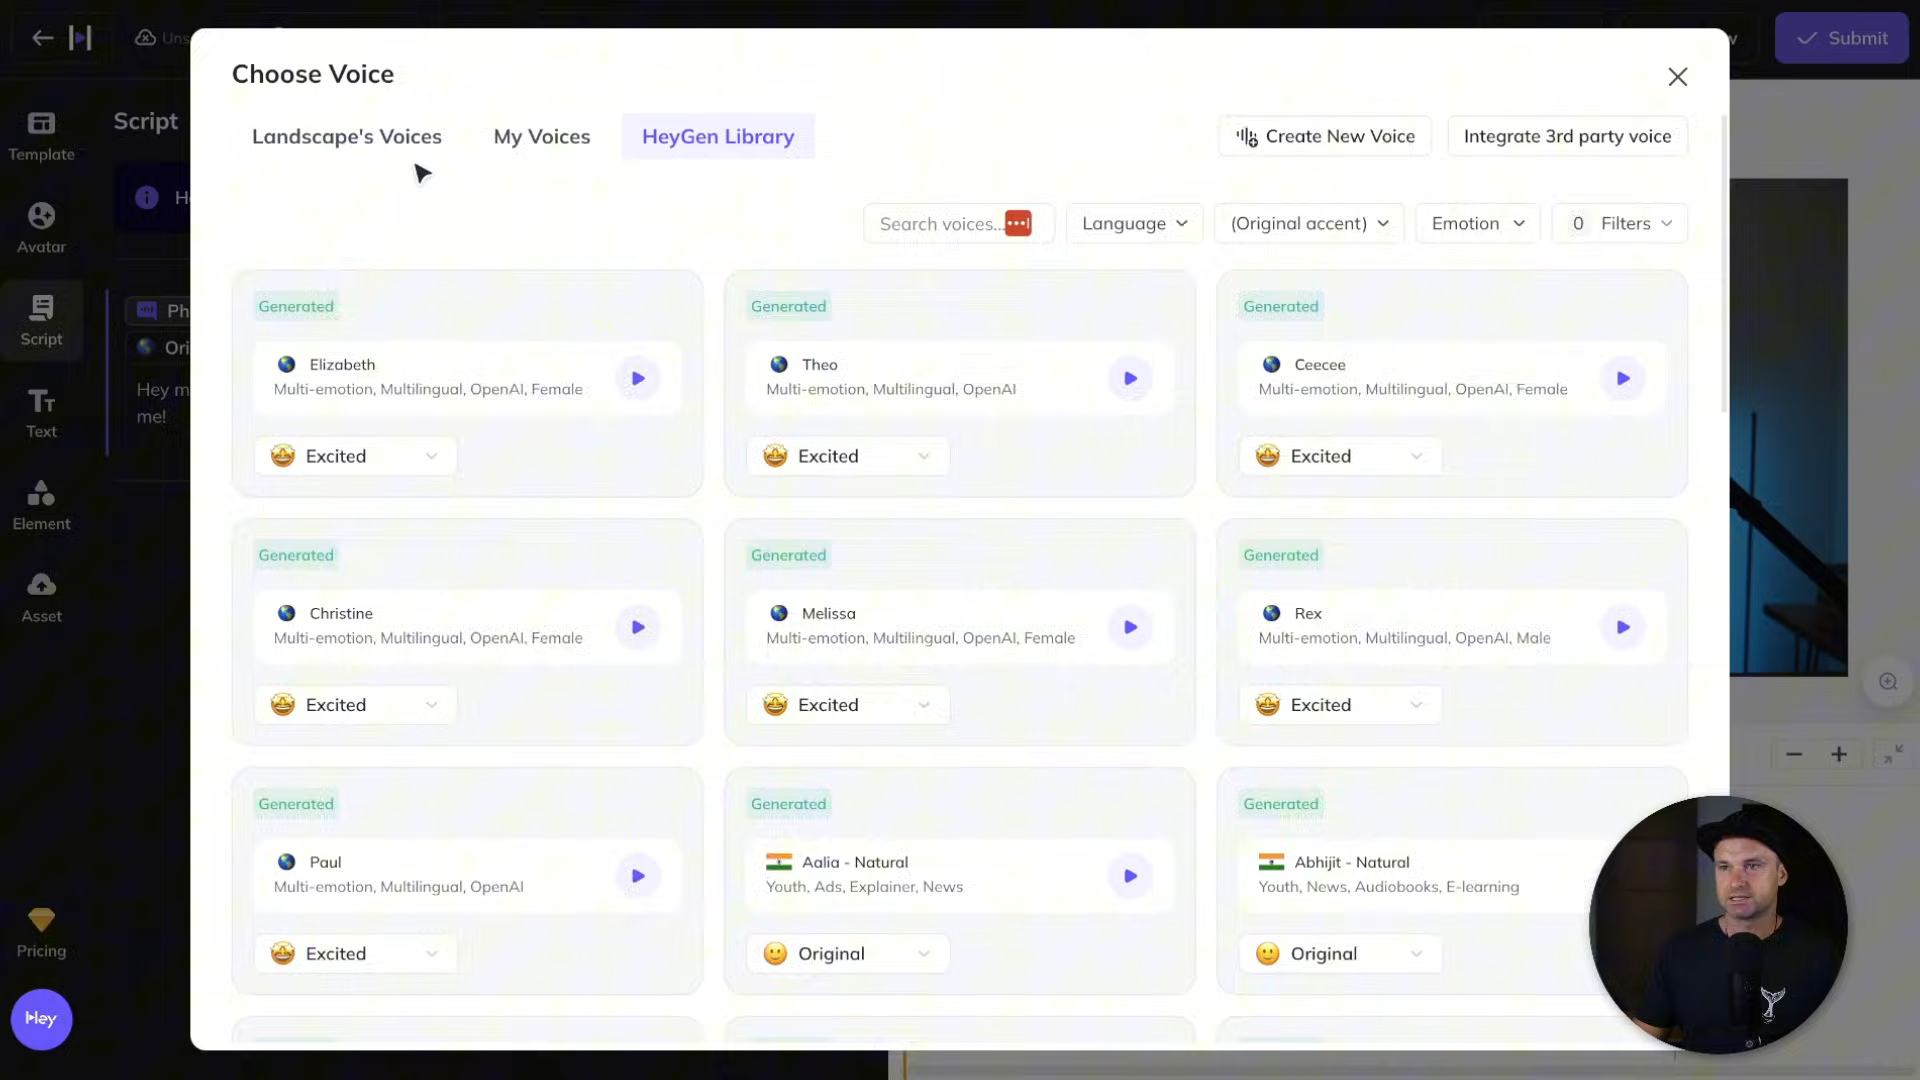 Uns
Submit
Choose Voice
Landscape's Voices
My Voices
HeyGen Library
Create New Voice
Integrate 3rd party voice
Search voices...
Language
(Original accent)
Emotion
0 Filters
Template
Avatar
Script
Text
Element
Asset
Pricing
Hey
Script
Ph
Ori
Hey m
me!
Generated
Elizabeth
Multi-emotion, Multilingual, OpenAI, Female
Excited
Generated
Theo
Multi-emotion, Multilingual, OpenAI
Excited
Generated
Ceecee
Multi-emotion, Multilingual, OpenAI, Female
Excited
Generated
Christine
Multi-emotion, Multilingual, OpenAI, Female
Excited
Generated
Melissa
Multi-emotion, Multilingual, OpenAI, Female
Excited
Generated
Rex
Multi-emotion, Multilingual, OpenAI, Male
Excited
Generated
Paul
Multi-emotion, Multilingual, OpenAI
Excited
Generated
Aalia - Natural
Youth, Ads, Explainer, News
Original
Generated
Abhijit - Natural
Youth, News, Audiobooks, E-learning
Original